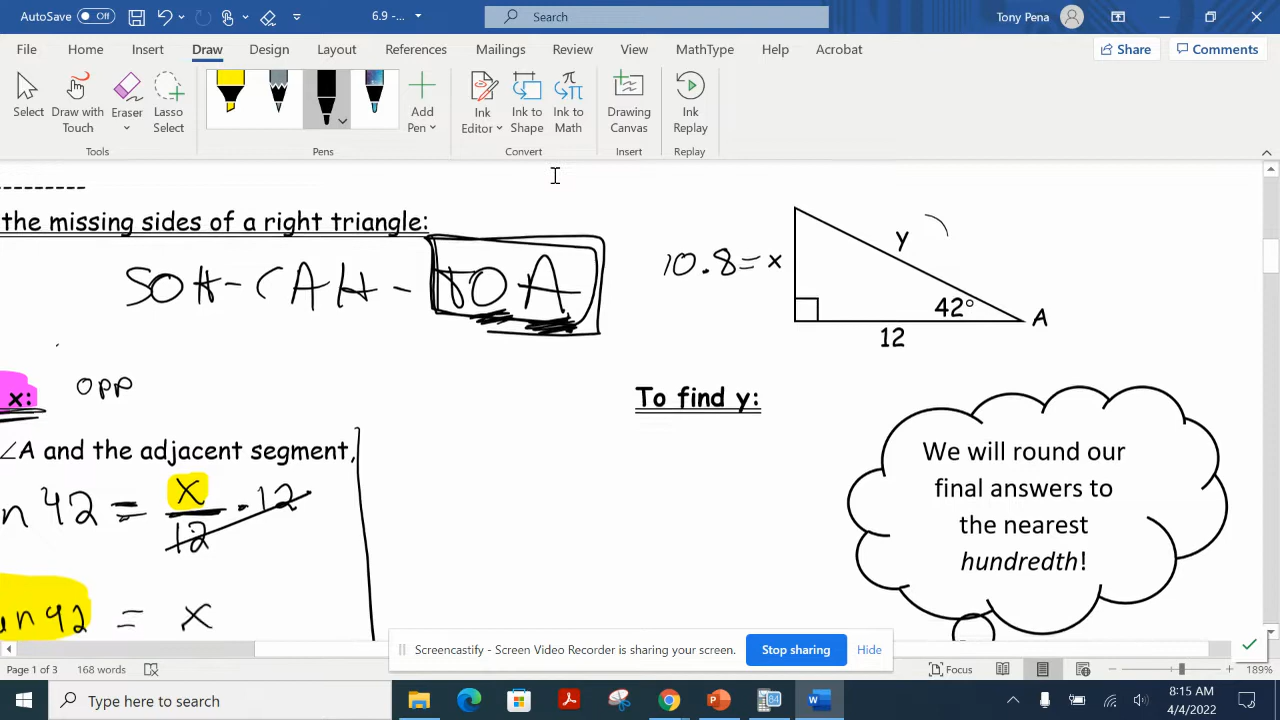 AutoSave Off
6.9 - ...
Search
Tony Pena
File Home Insert Draw Design Layout References Mailings Review View MathType Help Acrobat
Share
Comments
Select
Draw with Touch
Eraser
Lasso Select
Add Pen
Ink Editor
Ink to Shape
Ink to Math
Drawing Canvas
Ink Replay
Tools
Pens
Convert
Insert
Replay
---------
the missing sides of a right triangle:
SOH - CAH - TOA
10.8 = x
y
42°
A
12
x:
opp
To find y:
∠A and the adjacent segment,
n 42 = x/12 · 12
an 42 = x
We will round our
final answers to
the nearest
hundredth!
Screencastify - Screen Video Recorder is sharing your screen.
Stop sharing
Hide
Page 1 of 3
168 words
Focus
189%
Type here to search
84
8:15 AM
4/4/2022